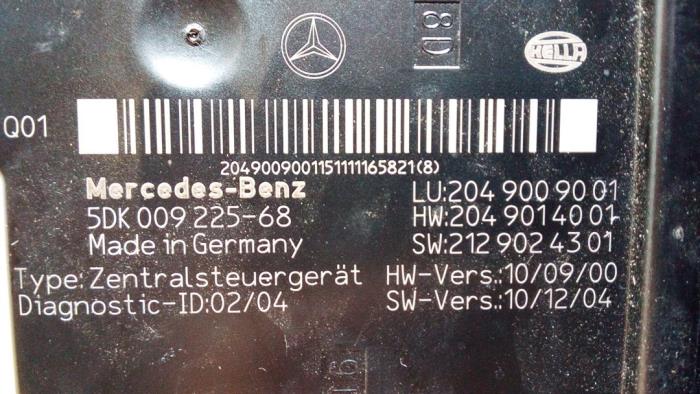 80
HELLA
Q01
2049009001151111165821(8)
Mercedes-Benz
LU:204 900 90 01
5DK 009 225-68
HW:204 901 40 01
Made in Germany
SW:212 902 43 01
Type: Zentralsteuergerät
HW-Vers.:10/09/00
Diagnostic-ID:02/04
SW-Vers.:10/12/04